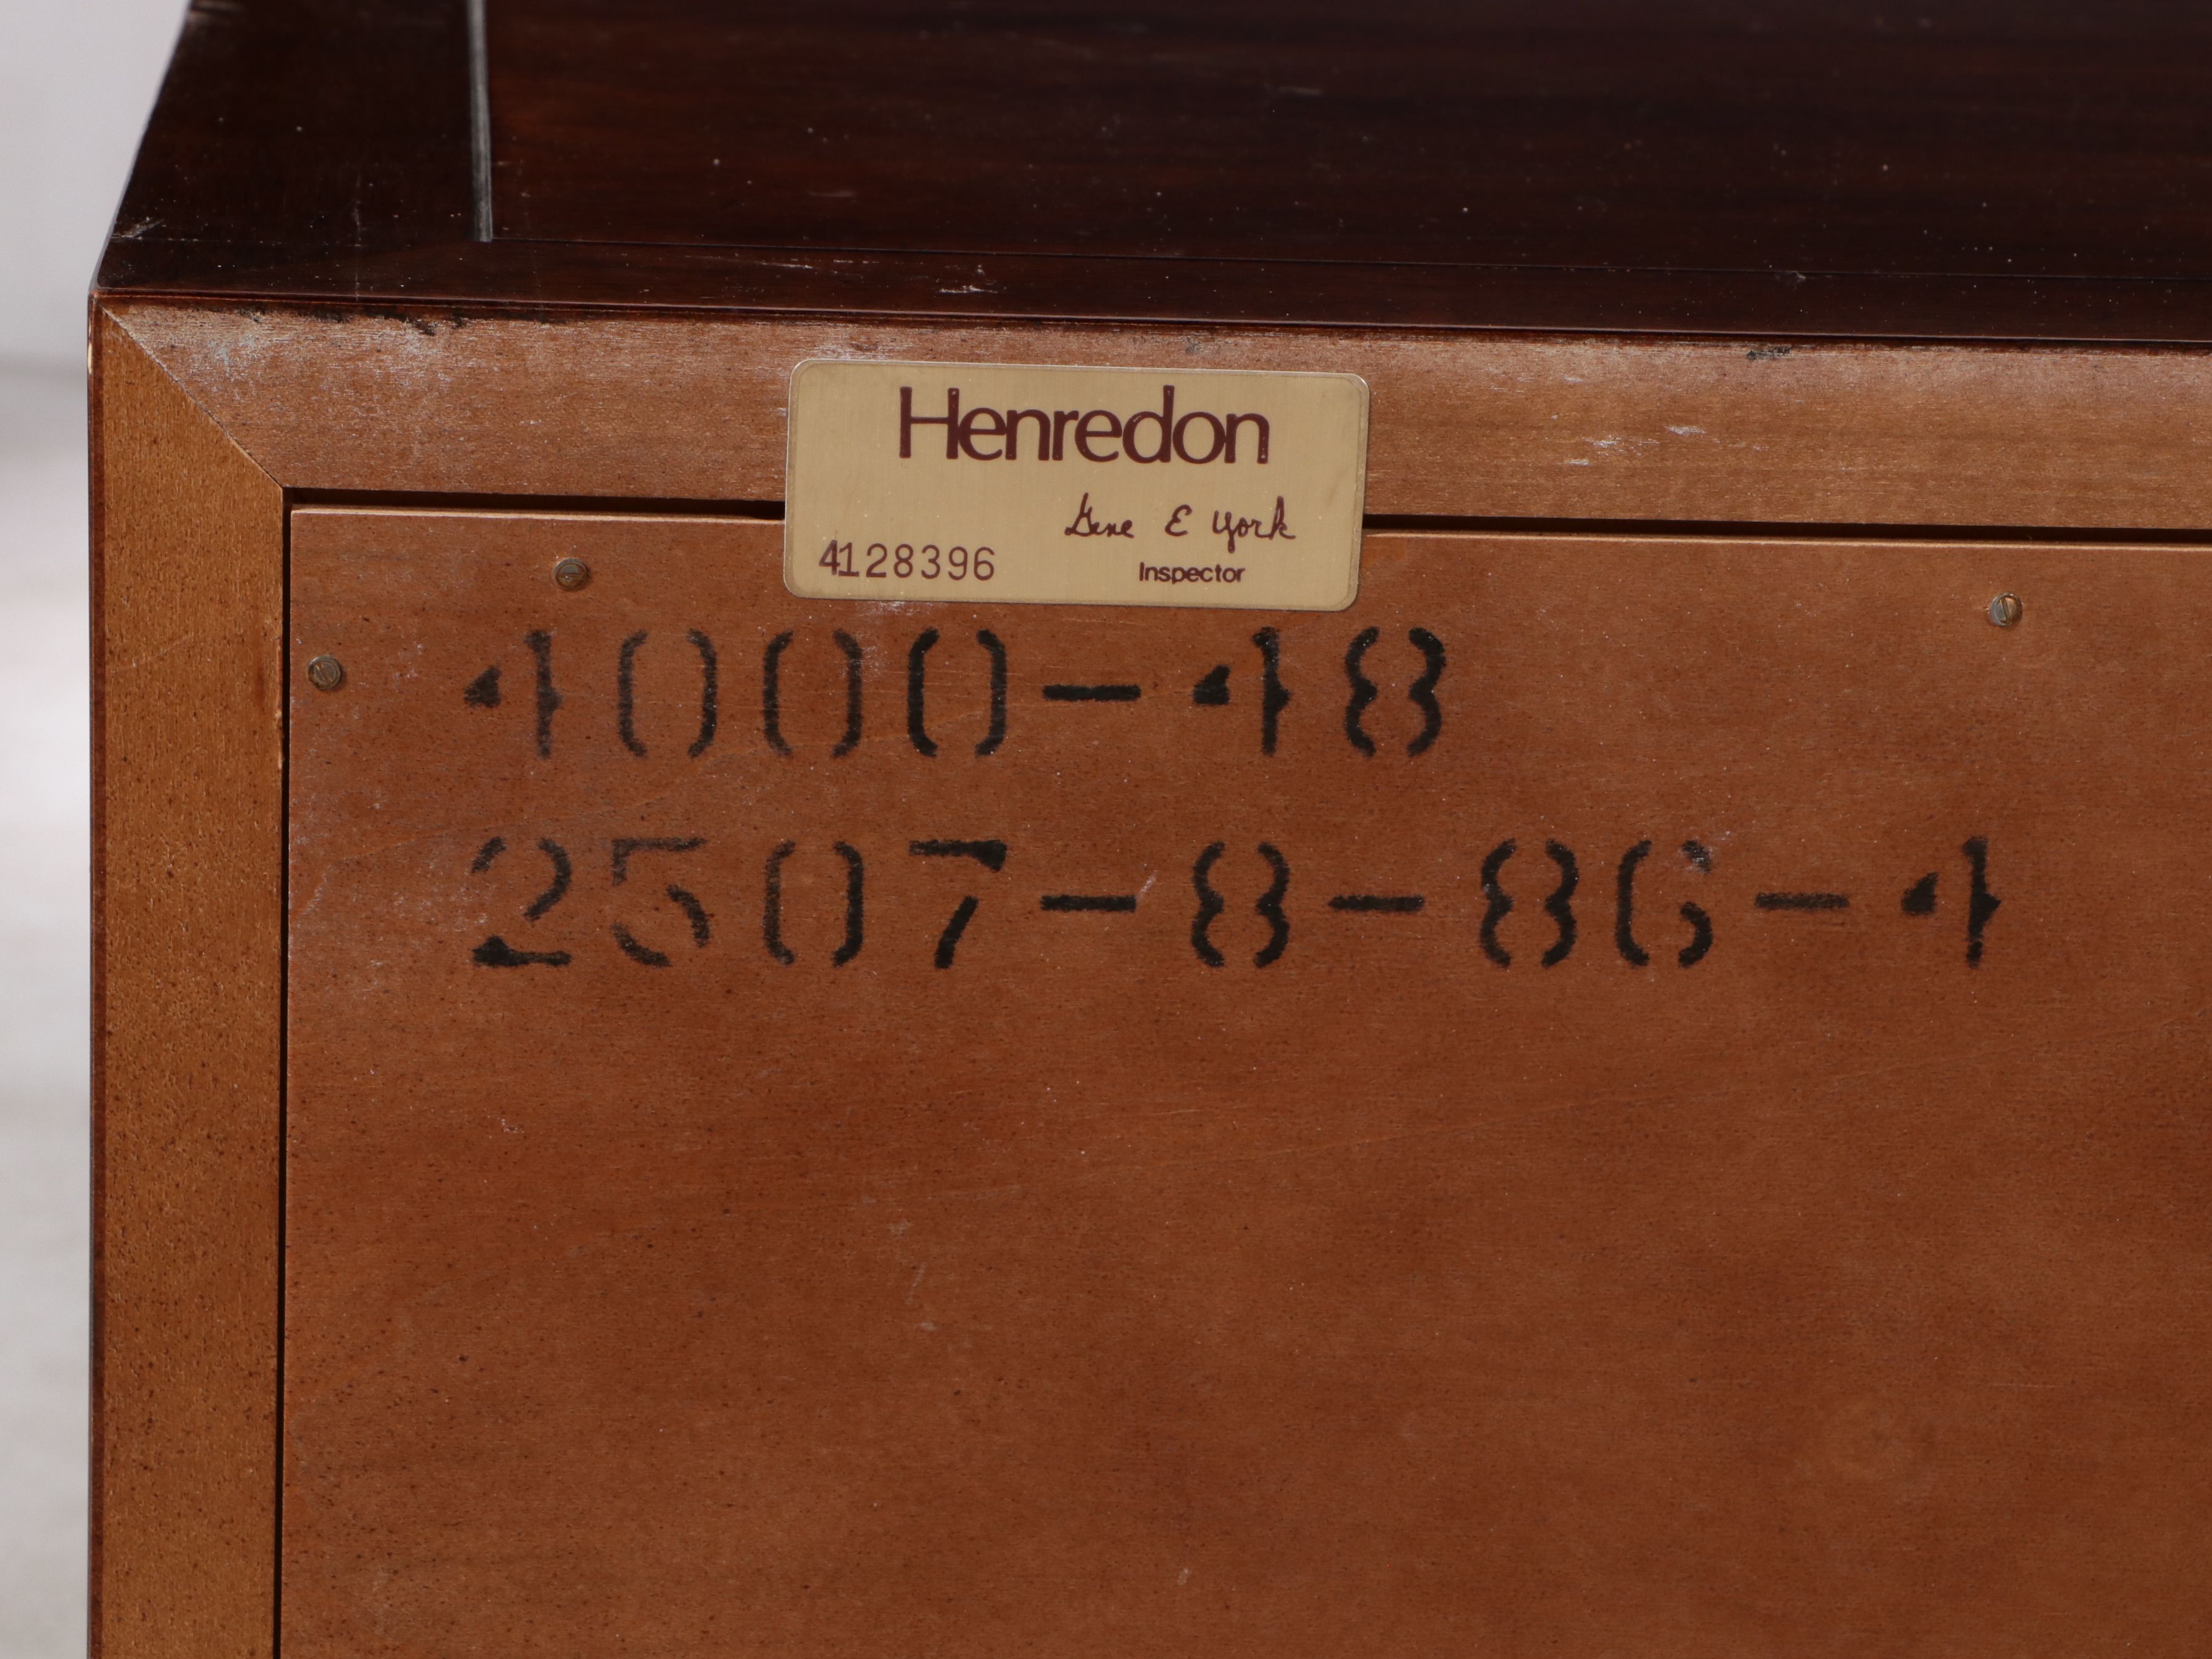 Henredon
Gene E York
4128396
Inspector
4000-48
2507-8-86-4